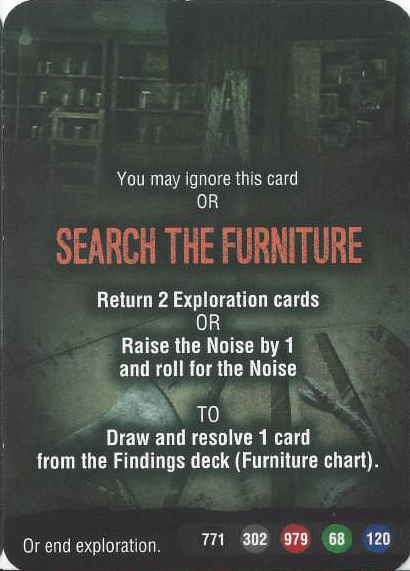 You may ignore this card
OR
SEARCH THE FURNITURE
Return 2 Exploration cards
OR
Raise the Noise by 1
and roll for the Noise
TO
Draw and resolve 1 card
from the Findings deck (Furniture chart).
Or end exploration. 771 302 979 68 120